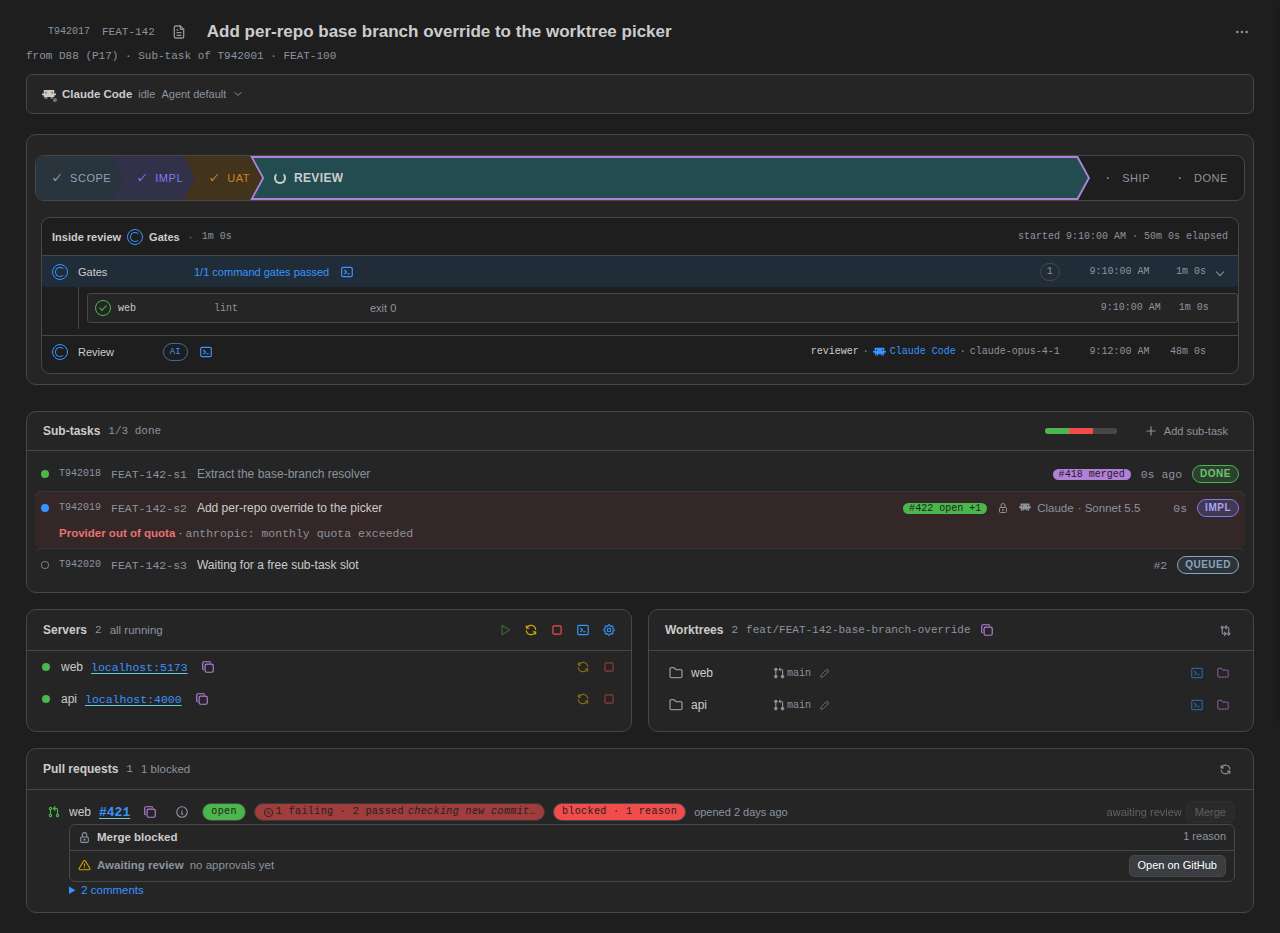 T942017 FEAT-142 Add per-repo base branch override to the worktree picker
from D88 (P17) · Sub-task of T942001 · FEAT-100
Claude Code idle Agent default
SCOPE IMPL UAT REVIEW · SHIP · DONE
Inside review Gates · 1m 0s started 9:10:00 AM · 50m 0s elapsed
Gates 1/1 command gates passed 1 9:10:00 AM 1m 0s
web lint exit 0 9:10:00 AM 1m 0s
Review AI reviewer · Claude Code · claude-opus-4-1 9:12:00 AM 48m 0s
Sub-tasks 1/3 done Add sub-task
T942018 FEAT-142-s1 Extract the base-branch resolver #418 merged 0s ago DONE
T942019 FEAT-142-s2 Add per-repo override to the picker #422 open +1 Claude · Sonnet 5.5 0s IMPL
Provider out of quota · anthropic: monthly quota exceeded
T942020 FEAT-142-s3 Waiting for a free sub-task slot #2 QUEUED
Servers 2 all running
web localhost:5173
api localhost:4000
Worktrees 2 feat/FEAT-142-base-branch-override
web main
api main
Pull requests 1 1 blocked
web #421 open 1 failing · 2 passed checking new commit… blocked · 1 reason opened 2 days ago awaiting review Merge
Merge blocked 1 reason
Awaiting review no approvals yet Open on GitHub
2 comments